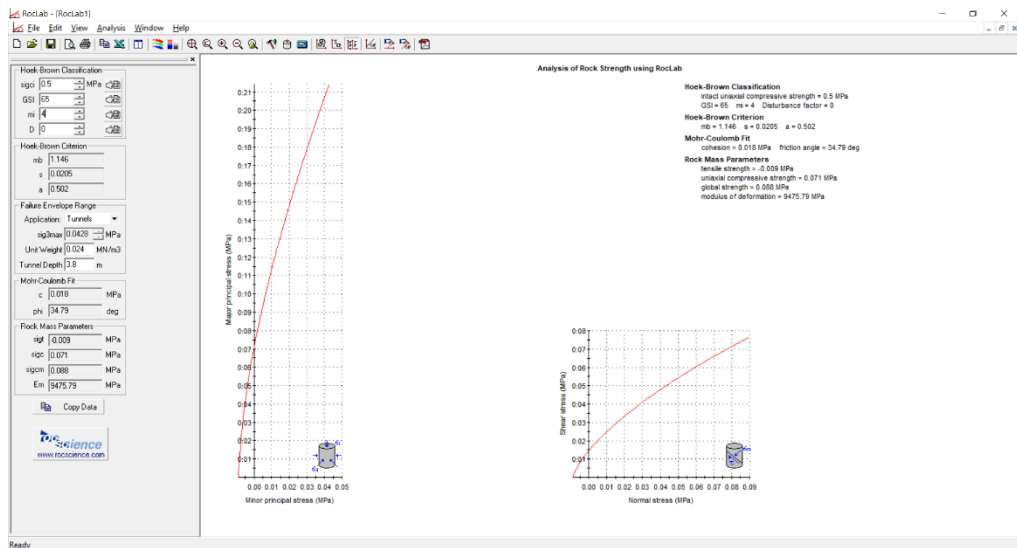 RocLab - [RocLab1]
File Edit View Analysis Window Help
Hoek-Brown Classification
sigci 0.5 MPa
GSI 65
mi 4
D 0
Hoek-Brown Criterion
mb 1.146
s 0.0205
a 0.502
Failure Envelope Range
Application: Tunnels
sig3max 0.0428 MPa
Unit Weight 0.024 MN/m3
Tunnel Depth 3.8 m
Mohr-Coulomb Fit
c 0.018 MPa
phi 34.79 deg
Rock Mass Parameters
sigt -0.009 MPa
sigc 0.071 MPa
sigcm 0.088 MPa
Em 9475.79 MPa
Copy Data
rocscience
www.rocscience.com
Analysis of Rock Strength using RocLab
Hoek-Brown Classification
intact uniaxial compressive strength = 0.5 MPa
GSI = 65 mi = 4 Disturbance factor = 0
Hoek-Brown Criterion
mb = 1.146 s = 0.0205 a = 0.502
Mohr-Coulomb Fit
cohesion = 0.018 MPa friction angle = 34.79 deg
Rock Mass Parameters
tensile strength = -0.009 MPa
uniaxial compressive strength = 0.071 MPa
global strength = 0.088 MPa
modulus of deformation = 9475.79 MPa
Major principal stress (MPa)
0.21
0.20
0.19
0.18
0.17
0.16
0.15
0.14
0.13
0.12
0.11
0.10
0.09
0.08
0.07
0.06
0.05
0.04
0.03
0.02
0.01
0.00 0.01 0.02 0.03 0.04 0.05
Minor principal stress (MPa)
Shear stress (MPa)
0.08
0.07
0.06
0.05
0.04
0.03
0.02
0.01
0.00 0.01 0.02 0.03 0.04 0.05 0.06 0.07 0.08 0.09
Normal stress (MPa)
Ready